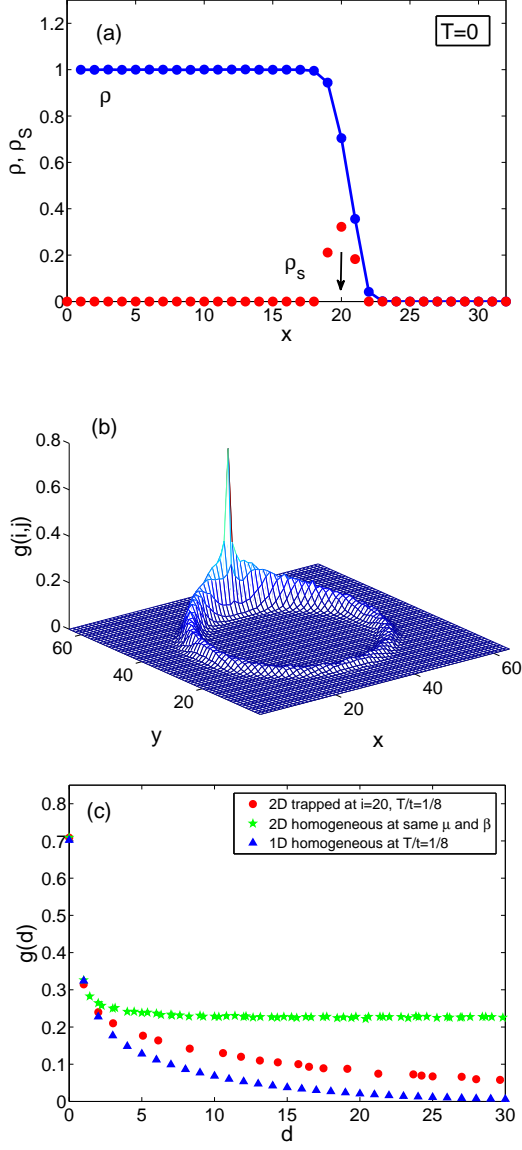 (a)
T=0
1.2
1
0.8
0.6
0.4
0.2
0
ρ, ρS
ρ
ρs
0 5 10 15 20 25 30
x
(b)
0.8
0.6
0.4
0.2
0
g(i,j)
60
40
20
y
20
40
60
x
(c)
2D trapped at i=20, T/t=1/8
2D homogeneous at same μ and β
1D homogeneous at T/t=1/8
0.8
0.7
0.6
0.5
0.4
0.3
0.2
0.1
0
g(d)
0 5 10 15 20 25 30
d